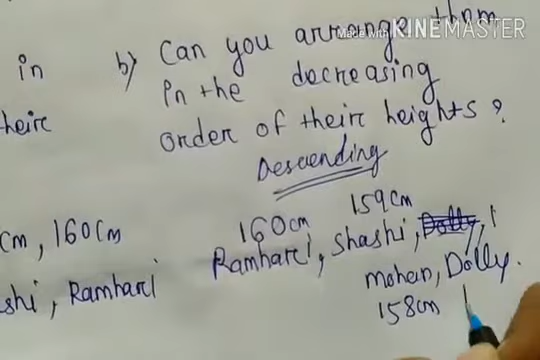 Made with KINEMASTER
in
their
b) Can you arrange them
In the decreasing
order of their heights?
Descending
cm, 160cm
shi, Ramhari
160cm 159cm
Ramhari, Shashi, Dolly,
mohan, Dolly.
158cm